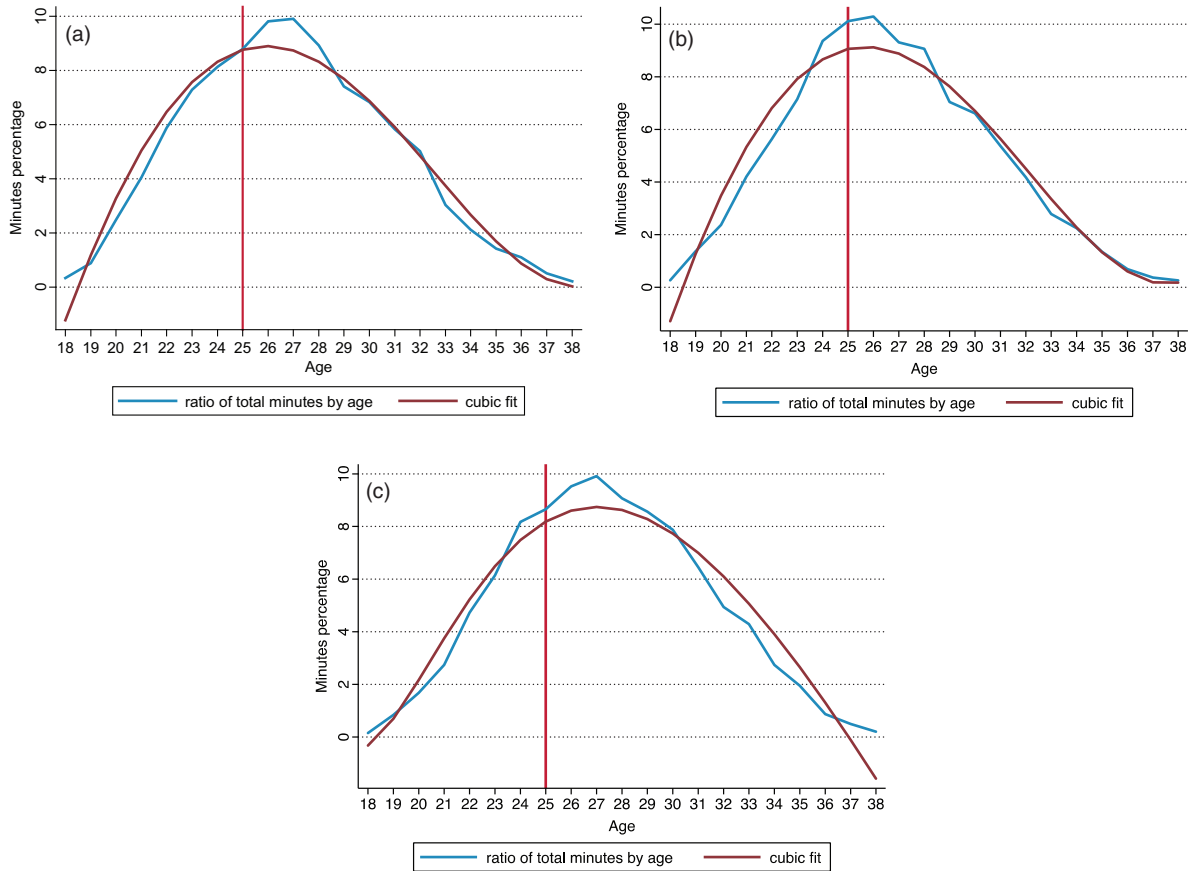 (a)
Minutes percentage
10
8
6
4
2
0
18 19 20 21 22 23 24 25 26 27 28 29 30 31 32 33 34 35 36 37 38
Age
ratio of total minutes by age cubic fit
(b)
Minutes percentage
10
8
6
4
2
0
18 19 20 21 22 23 24 25 26 27 28 29 30 31 32 33 34 35 36 37 38
Age
ratio of total minutes by age cubic fit
(c)
Minutes percentage
10
8
6
4
2
0
18 19 20 21 22 23 24 25 26 27 28 29 30 31 32 33 34 35 36 37 38
Age
ratio of total minutes by age cubic fit